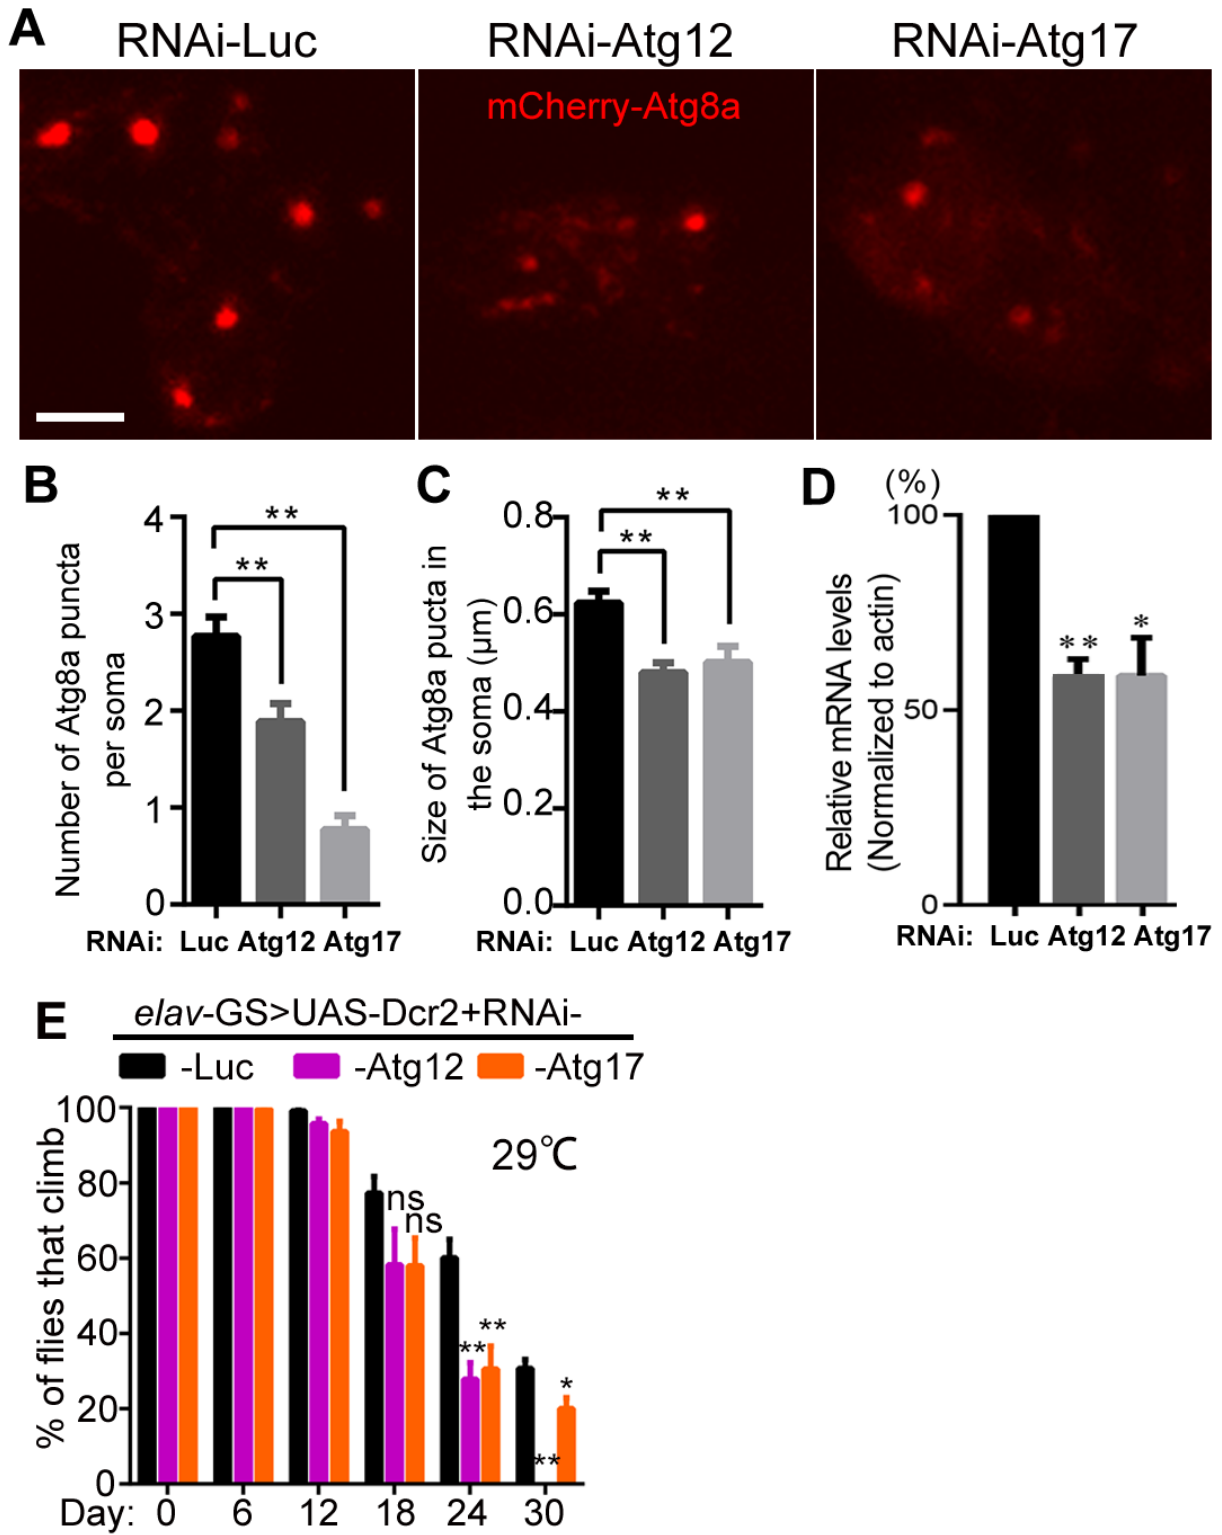 A
RNAi-Luc
RNAi-Atg12
RNAi-Atg17
mCherry-Atg8a
B
Number of Atg8a puncta
per soma
4
3
2
1
0
**
**
RNAi: Luc Atg12 Atg17
C
Size of Atg8a pucta in
the soma (µm)
0.8
0.6
0.4
0.2
0.0
**
**
RNAi: Luc Atg12 Atg17
D
(%)
Relative mRNA levels
(Normalized to actin)
100
50
0
**
*
RNAi: Luc Atg12 Atg17
E
elav-GS>UAS-Dcr2+RNAi-
-Luc -Atg12 -Atg17
29℃
% of flies that climb
100
80
60
40
20
0
ns
ns
**
**
**
*
Day: 0 6 12 18 24 30